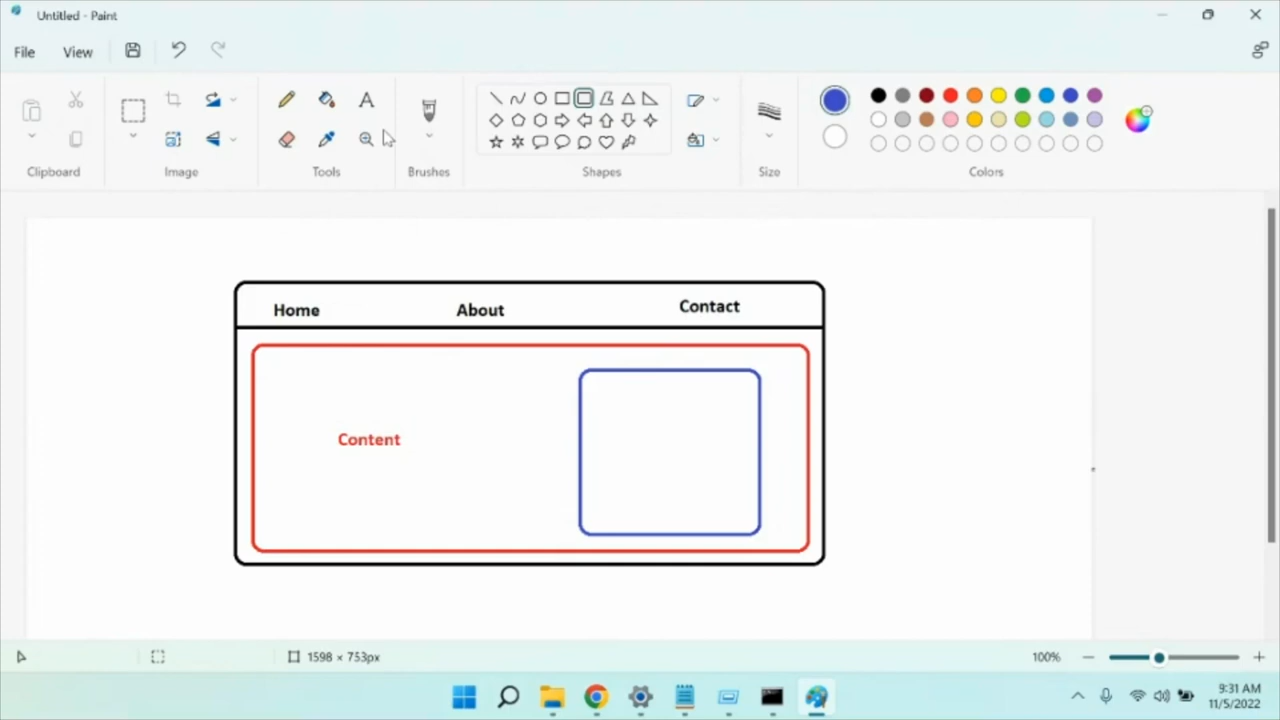 Untitled - Paint
File View
Clipboard Image Tools Brushes Shapes Size Colors
Home About Contact
Content
1598 × 753px 100%
9:31 AM
11/5/2022